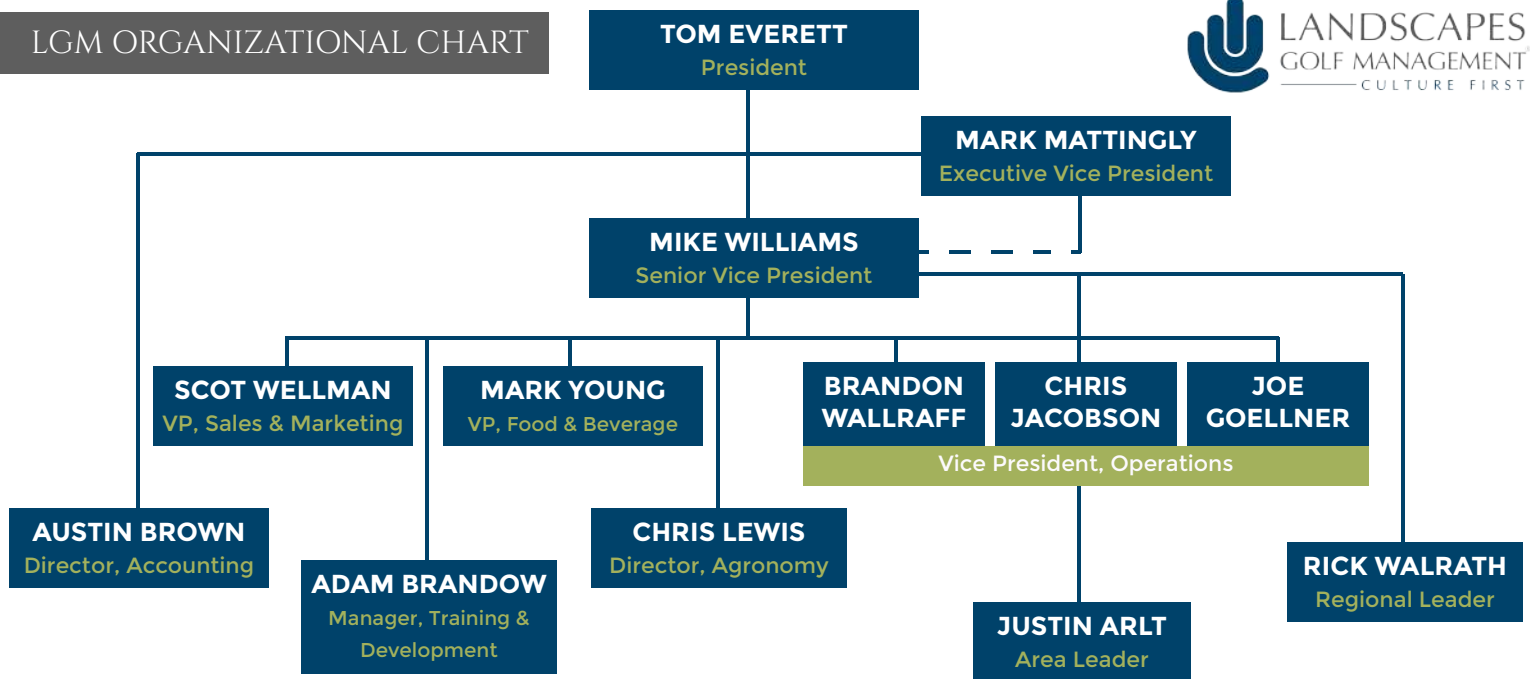 LGM ORGANIZATIONAL CHART
TOM EVERETT
President
LANDSCAPES
GOLF MANAGEMENT
CULTURE FIRST
MARK MATTINGLY
Executive Vice President
MIKE WILLIAMS
Senior Vice President
SCOT WELLMAN
VP, Sales & Marketing
MARK YOUNG
VP, Food & Beverage
BRANDON
WALLRAFF
CHRIS
JACOBSON
JOE
GOELLNER
Vice President, Operations
AUSTIN BROWN
Director, Accounting
ADAM BRANDOW
Manager, Training &
Development
CHRIS LEWIS
Director, Agronomy
JUSTIN ARLT
Area Leader
RICK WALRATH
Regional Leader